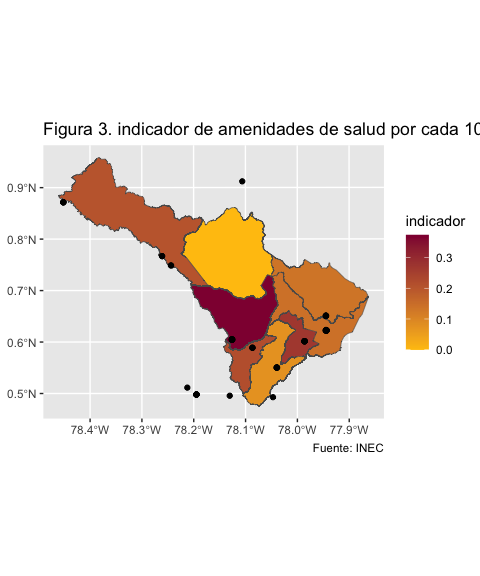 Figura 3. indicador de amenidades de salud por cada 10
0.9°N
0.8°N
0.7°N
0.6°N
0.5°N
78.4°W 78.3°W 78.2°W 78.1°W 78.0°W 77.9°W
indicador
0.3
0.2
0.1
0.0
Fuente: INEC